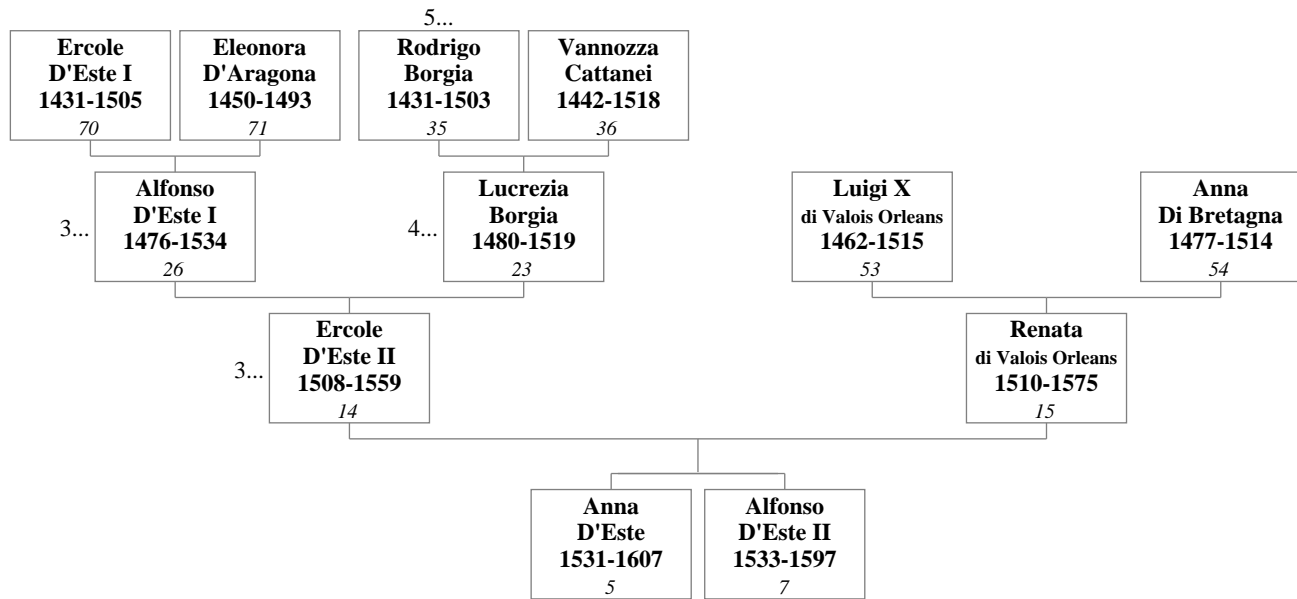 5...
Ercole
D'Este I
1431-1505
70
Eleonora
D'Aragona
1450-1493
71
Rodrigo
Borgia
1431-1503
35
Vannozza
Cattanei
1442-1518
36
3...
Alfonso
D'Este I
1476-1534
26
4...
Lucrezia
Borgia
1480-1519
23
Luigi X
di Valois Orleans
1462-1515
53
Anna
Di Bretagna
1477-1514
54
3...
Ercole
D'Este II
1508-1559
14
Renata
di Valois Orleans
1510-1575
15
Anna
D'Este
1531-1607
5
Alfonso
D'Este II
1533-1597
7